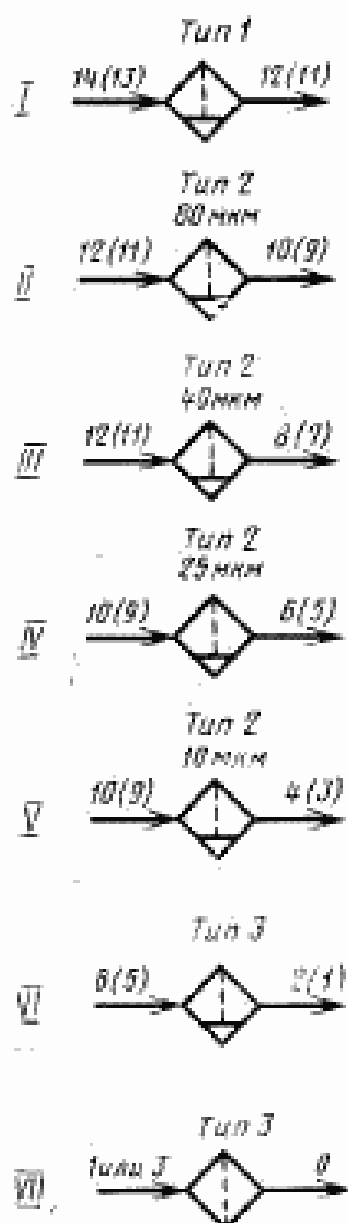 Тип 1
I 14(13) 12(11)
Тип 2
80 мкм
II 12(11) 10(9)
Тип 2
40 мкм
III 12(11) 8(7)
Тип 2
25 мкм
IV 10(9) 6(5)
Тип 2
10 мкм
V 10(9) 4(3)
Тип 3
VI 6(5) 2(1)
Тип 3
VII 1 или 3 0